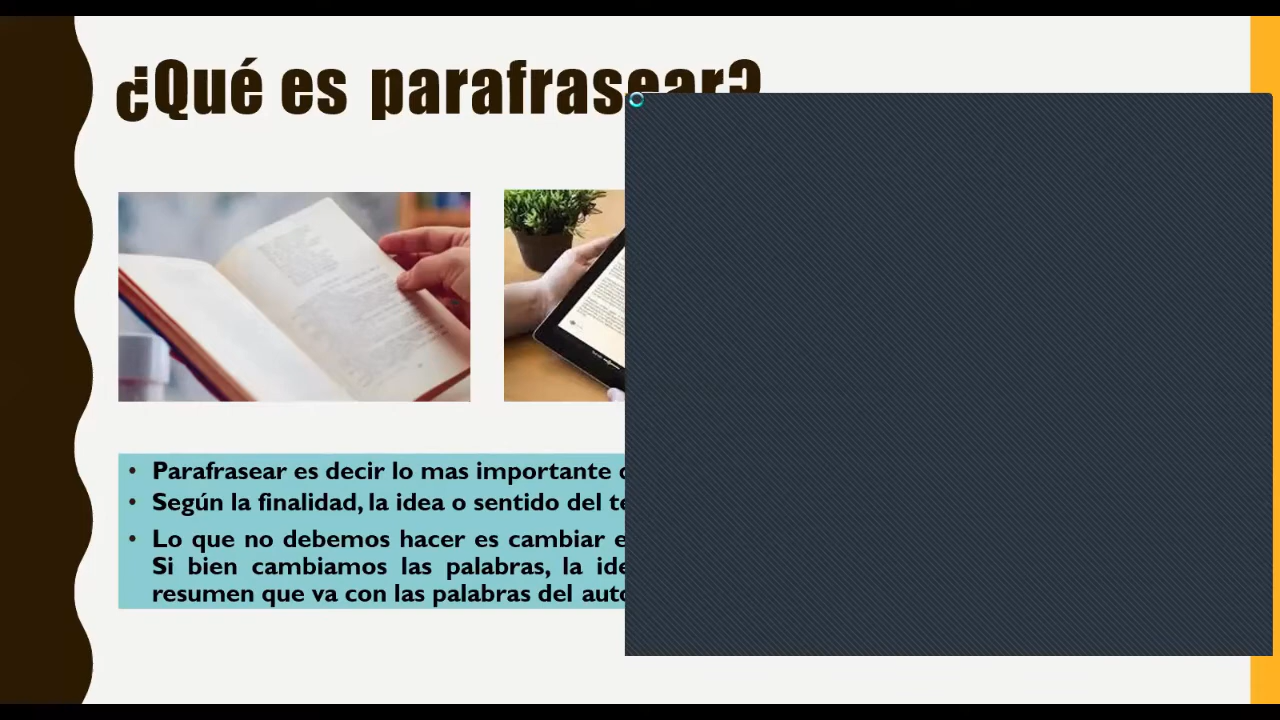 ¿Qué es parafrasear?
• Parafrasear es decir lo mas importante
• Según la finalidad, la idea o sentido del
• Lo que no debemos hacer es cambiar
Si bien cambiamos las palabras, la
resumen que va con las palabras del